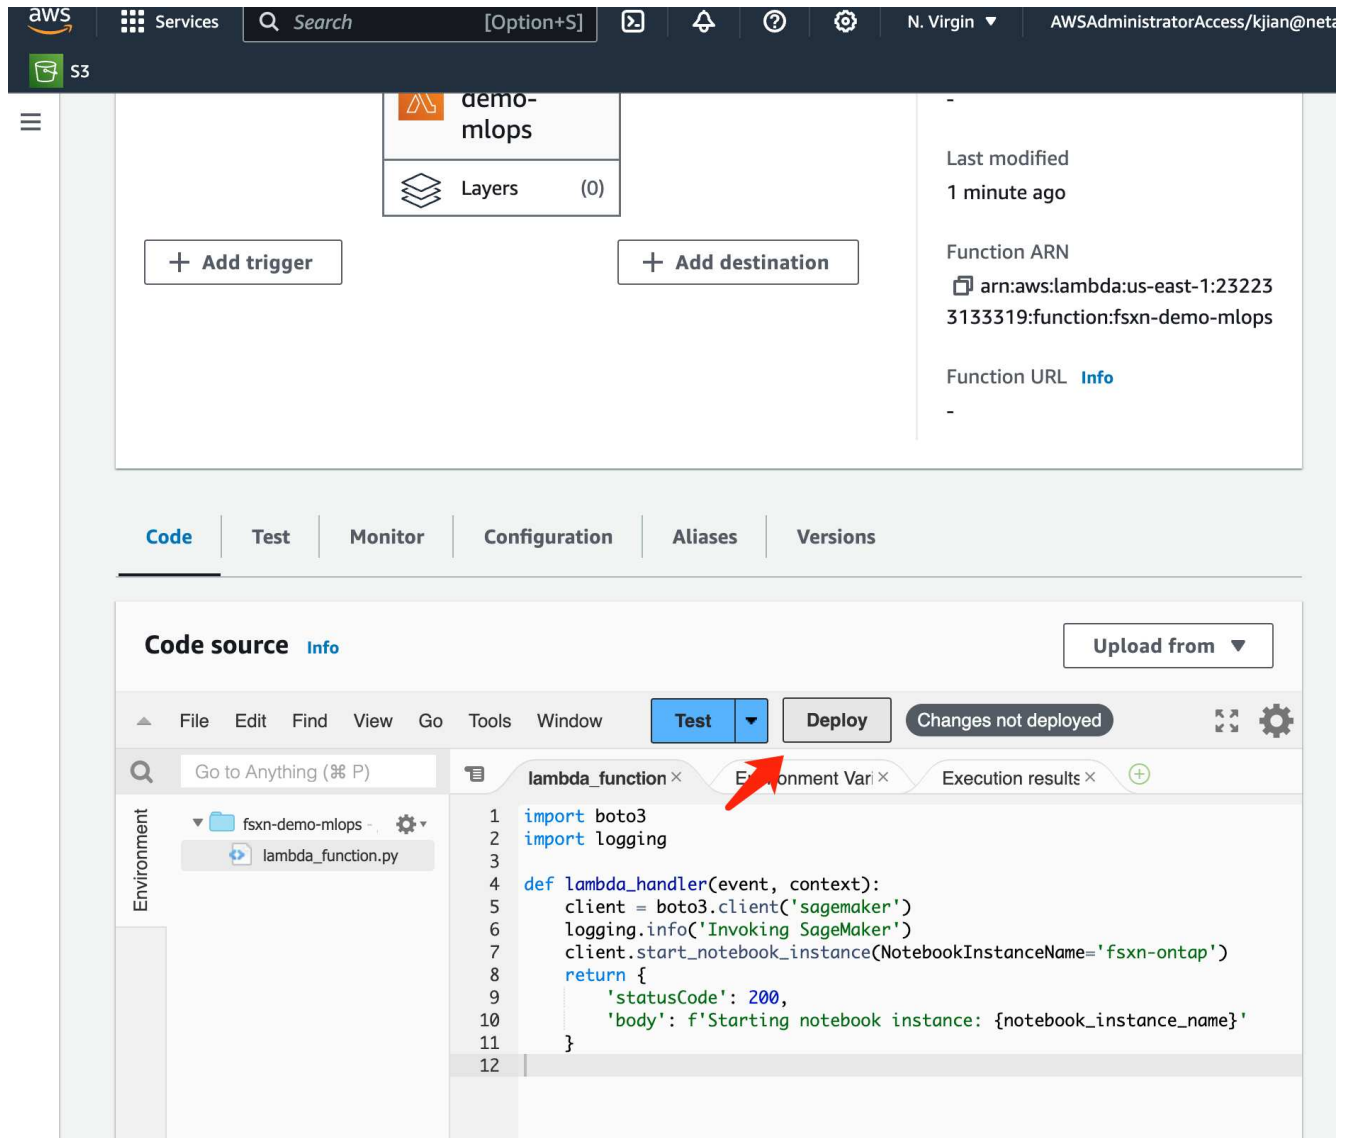 aws Services Search [Option+S] N. Virgin AWSAdministratorAccess/kjian@neta
S3
demo-
mlops
Layers (0)
Add trigger
Add destination
-
Last modified
1 minute ago
Function ARN
arn:aws:lambda:us-east-1:23223
3133319:function:fsxn-demo-mlops
Function URL Info
-
Code Test Monitor Configuration Aliases Versions
Code source Info Upload from
File Edit Find View Go Tools Window Test Deploy Changes not deployed
Go to Anything (⌘ P) lambda_function × Environment Vari × Execution results ×
Environment
fsxn-demo-mlops -
lambda_function.py
1 import boto3
2 import logging
3
4 def lambda_handler(event, context):
5 client = boto3.client('sagemaker')
6 logging.info('Invoking SageMaker')
7 client.start_notebook_instance(NotebookInstanceName='fsxn-ontap')
8 return {
9 'statusCode': 200,
10 'body': f'Starting notebook instance: {notebook_instance_name}'
11 }
12